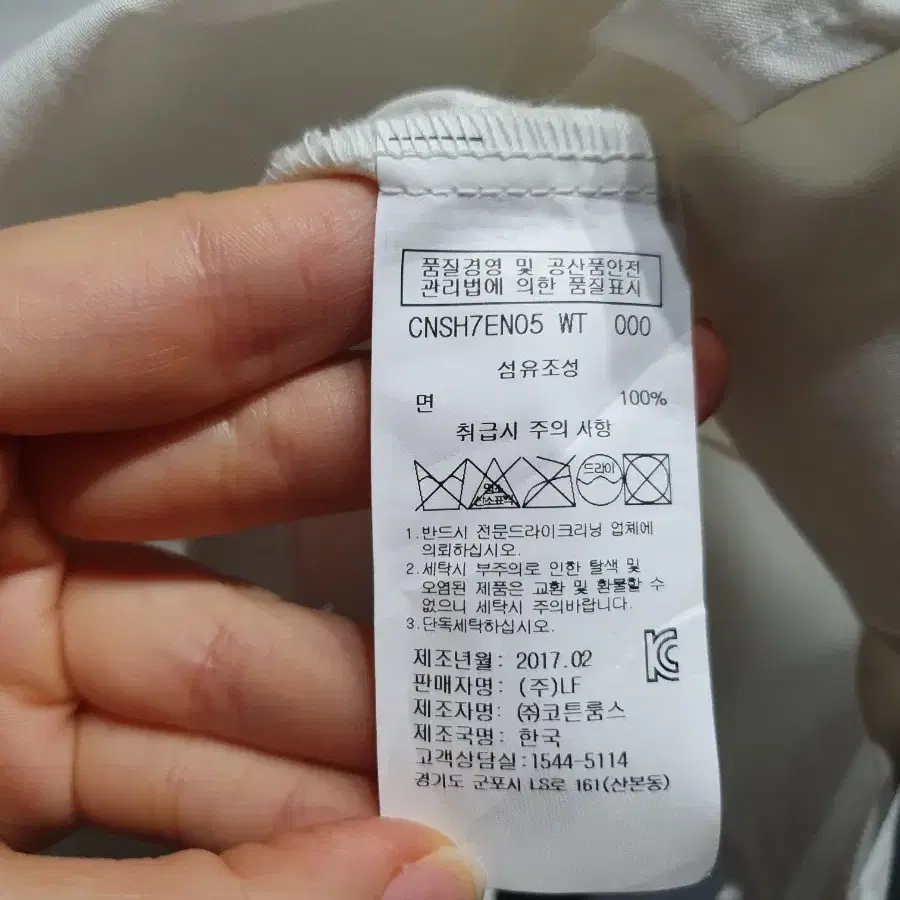 품질경영 및 공산품안전
관리법에 의한 품질표시
CNSH7EN05 WT 000
섬유조성
면 100%
취급시 주의 사항
염소
산소표백
드라이
1.반드시 전문드라이크리닝 업체에
의뢰하십시오.
2.세탁시 부주의로 인한 탈색 및
오염된 제품은 교환 및 환불할 수
없으니 세탁시 주의바랍니다.
3.단독세탁하십시오.
제조년월: 2017.02
판매자명: (주)LF
제조자명: ㈜코튼룸스
제조국명: 한국
고객상담실:1544-5114
경기도 군포시 LS로 161(산본동)